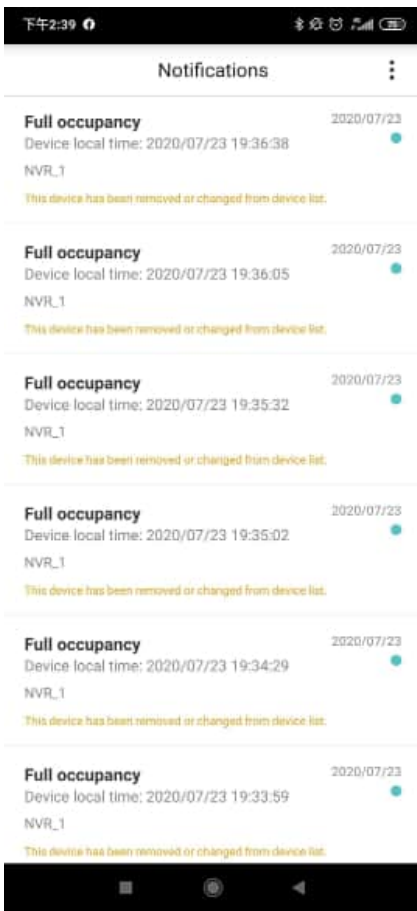 下午2:39
Notifications
Full occupancy
2020/07/23
Device local time: 2020/07/23 19:36:38
NVR_1
This device has been removed or changed from device list.
Full occupancy
2020/07/23
Device local time: 2020/07/23 19:36:05
NVR_1
This device has been removed or changed from device list.
Full occupancy
2020/07/23
Device local time: 2020/07/23 19:35:32
NVR_1
This device has been removed or changed from device list.
Full occupancy
2020/07/23
Device local time: 2020/07/23 19:35:02
NVR_1
This device has been removed or changed from device list.
Full occupancy
2020/07/23
Device local time: 2020/07/23 19:34:29
NVR_1
This device has been removed or changed from device list.
Full occupancy
2020/07/23
Device local time: 2020/07/23 19:33:59
NVR_1
This device has been removed or changed from device list.